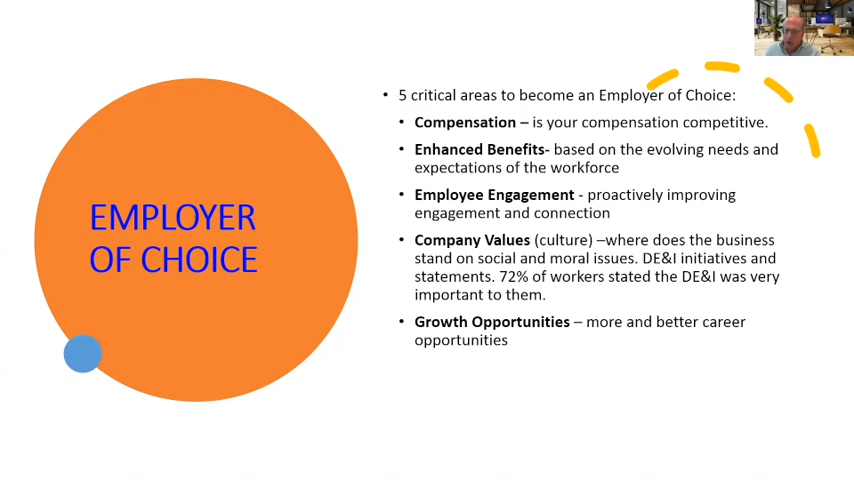 EMPLOYER
OF CHOICE
• 5 critical areas to become an Employer of Choice:
• Compensation – is your compensation competitive.
• Enhanced Benefits- based on the evolving needs and
expectations of the workforce
• Employee Engagement - proactively improving
engagement and connection
• Company Values (culture) –where does the business
stand on social and moral issues. DE&I initiatives and
statements. 72% of workers stated the DE&I was very
important to them.
• Growth Opportunities – more and better career
opportunities